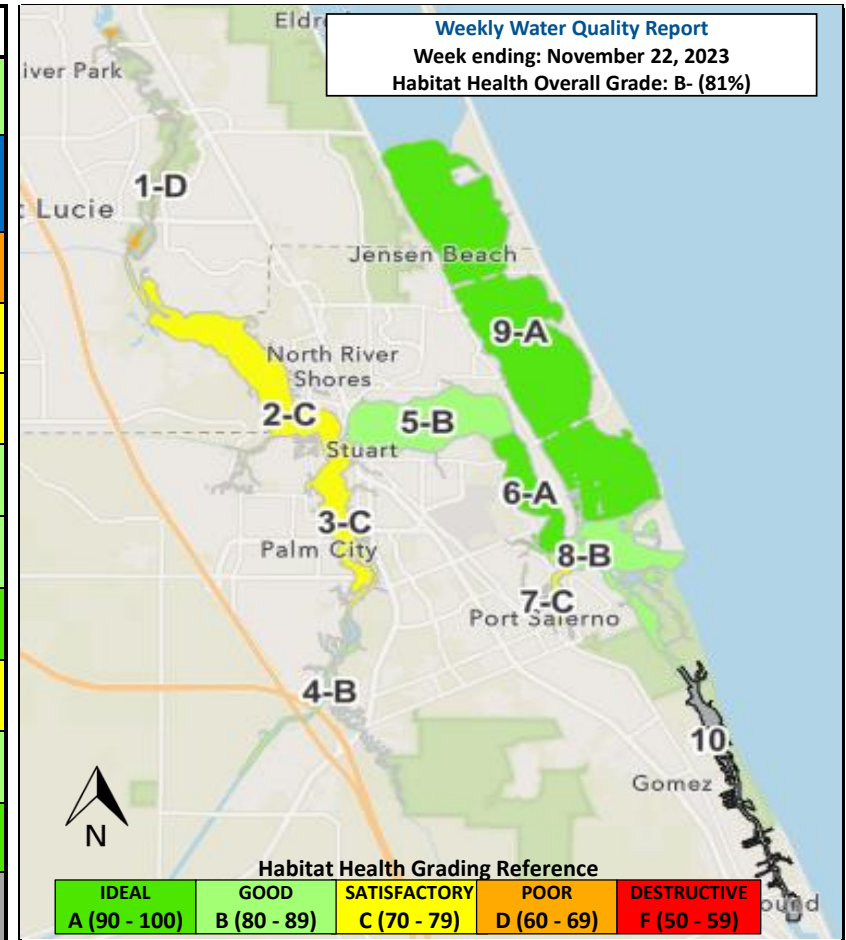 Weekly Water Quality Report
Week ending: November 22, 2023
Habitat Health Overall Grade: B- (81%)
Eldr
iver Park
1-D
Lucie
Jensen Beach
9-A
North River
Shores
2-C
5-B
Stuart
6-A
3-C
Palm City
8-B
7-C
Port Salerno
4-B
10
Gomez
N
ound
Habitat Health Grading Reference
IDEAL GOOD SATISFACTORY POOR DESTRUCTIVE
A (90 - 100) B (80 - 89) C (70 - 79) D (60 - 69) F (50 - 59)